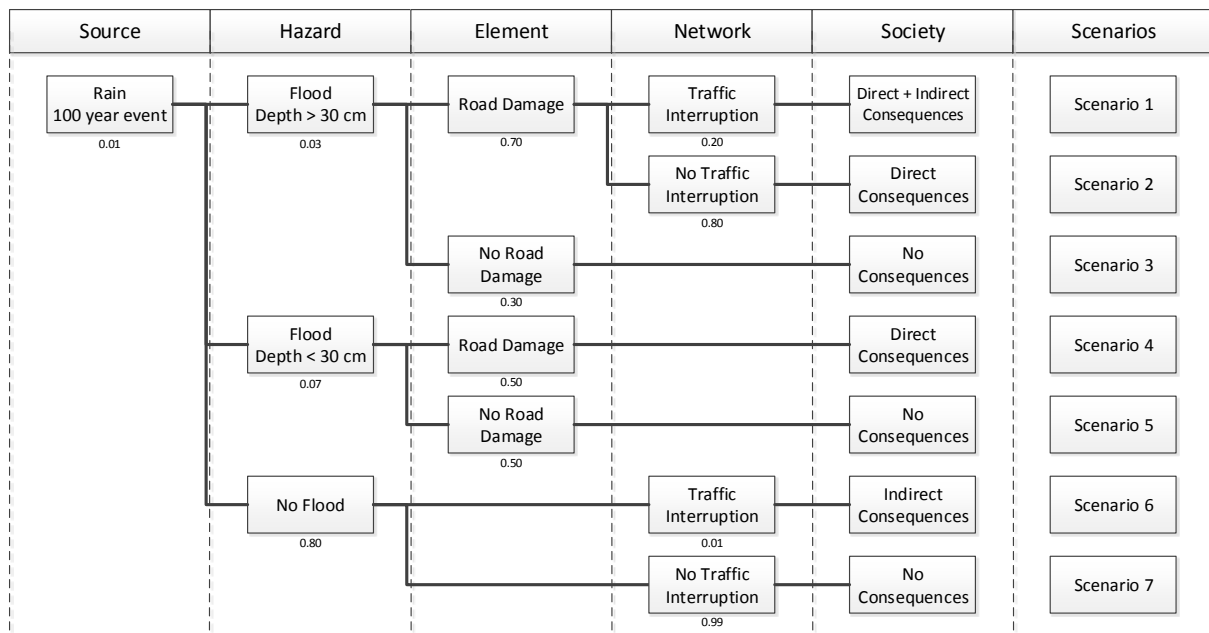 Source
Hazard
Element
Network
Society
Scenarios
Rain
100 year event
0.01
Flood
Depth > 30 cm
0.03
Road Damage
0.70
Traffic
Interruption
0.20
Direct + Indirect
Consequences
Scenario 1
No Traffic
Interruption
0.80
Direct
Consequences
Scenario 2
No Road
Damage
0.30
No
Consequences
Scenario 3
Flood
Depth < 30 cm
0.07
Road Damage
0.50
Direct
Consequences
Scenario 4
No Road
Damage
0.50
No
Consequences
Scenario 5
No Flood
0.80
Traffic
Interruption
0.01
Indirect
Consequences
Scenario 6
No Traffic
Interruption
0.99
No
Consequences
Scenario 7